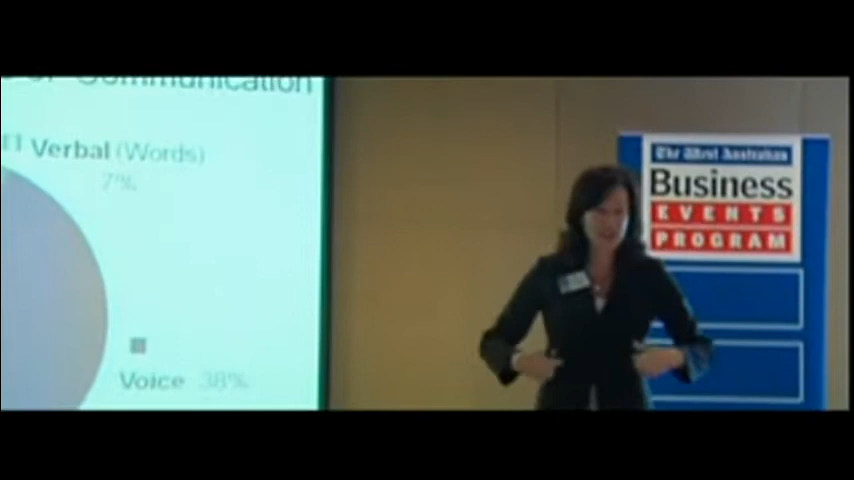 Communication
Verbal (Words)
7%
Voice 38%
The West Australian
Business
EVENTS
PROGRAM